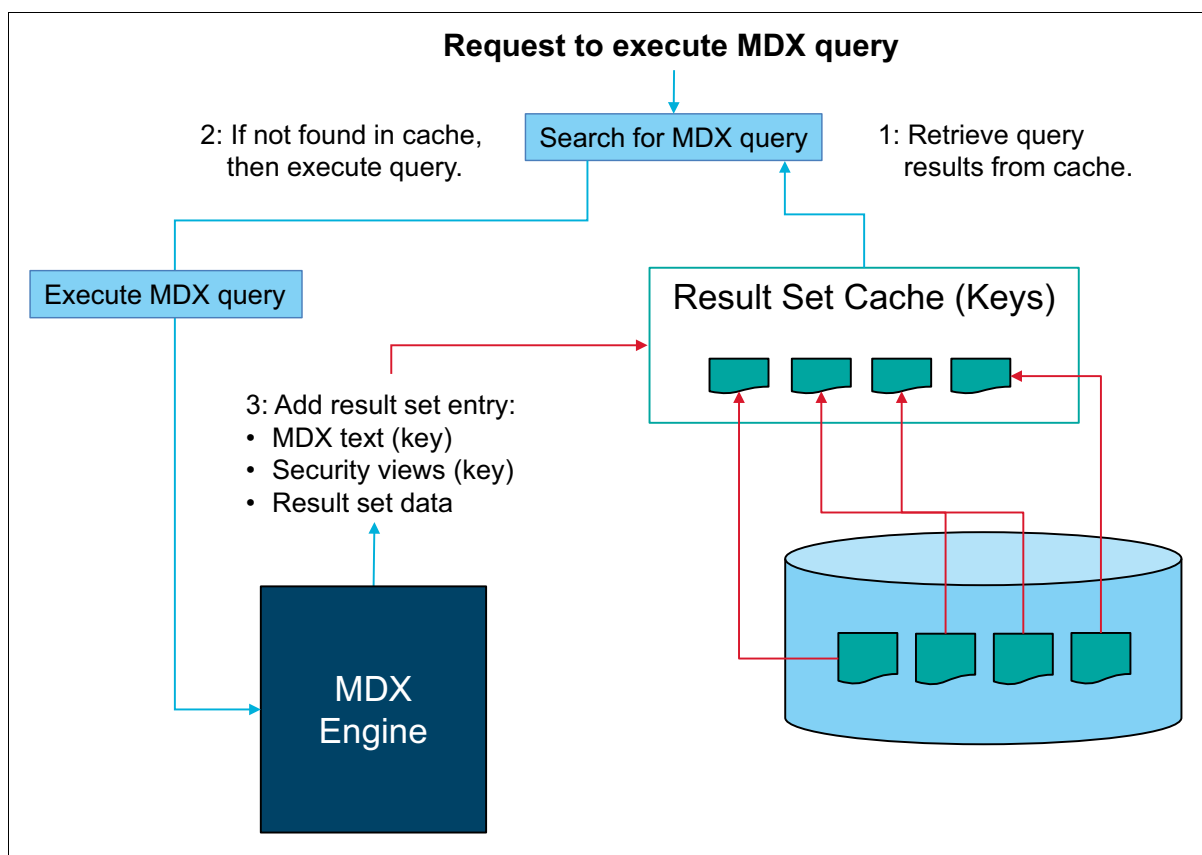 Request to execute MDX query
2: If not found in cache,
then execute query.
Search for MDX query
1: Retrieve query
results from cache.
Execute MDX query
Result Set Cache (Keys)
3: Add result set entry:
• MDX text (key)
• Security views (key)
• Result set data
MDX
Engine